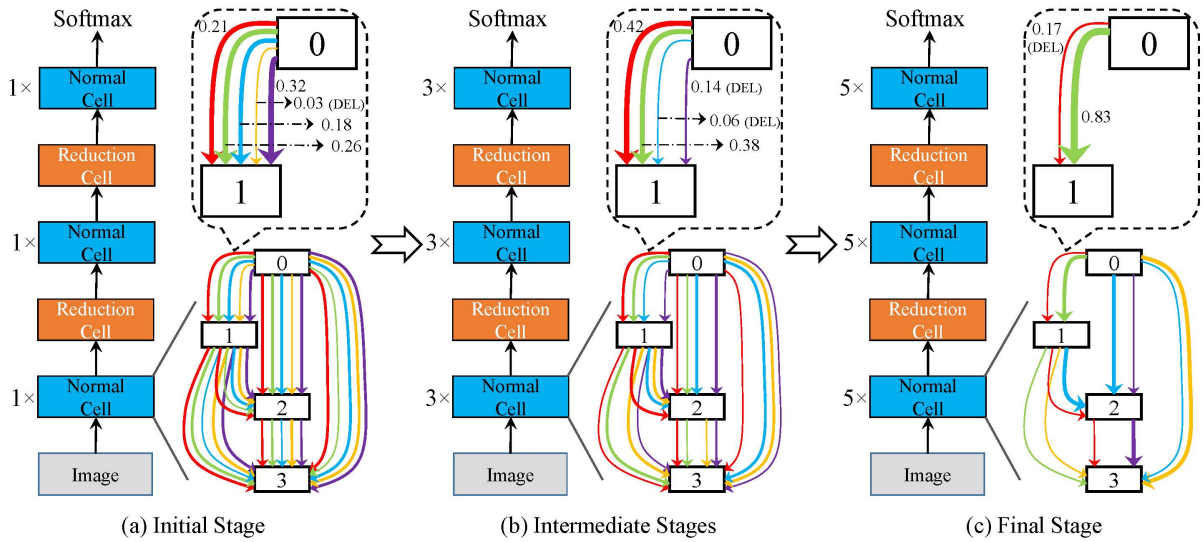 Softmax
1×
Normal
Cell
Reduction
Cell
1×
Normal
Cell
Reduction
Cell
1×
Normal
Cell
Image
0.21
0
0.32
0.03 (DEL)
0.18
0.26
1
0
1
2
3
(a) Initial Stage
Softmax
3×
Normal
Cell
Reduction
Cell
3×
Normal
Cell
Reduction
Cell
3×
Normal
Cell
Image
0.42
0
0.14 (DEL)
0.06 (DEL)
0.38
1
0
1
2
3
(b) Intermediate Stages
Softmax
5×
Normal
Cell
Reduction
Cell
5×
Normal
Cell
Reduction
Cell
5×
Normal
Cell
Image
0.17
(DEL)
0
0.83
1
0
1
2
3
(c) Final Stage